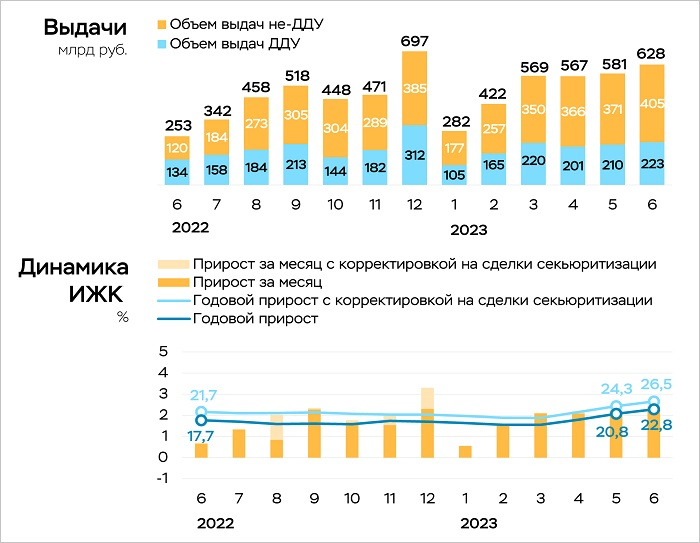 Выдачи
млрд руб.
Объем выдач не-ДДУ
Объем выдач ДДУ
253 342 458 518 448 471 697 282 422 569 567 581 628
120 184 273 305 304 289 385 177 257 350 366 371 405
134 158 184 213 144 182 312 105 165 220 201 210 223
6 7 8 9 10 11 12 1 2 3 4 5 6
2022 2023
Динамика
ИЖК
%
Прирост за месяц с корректировкой на сделки секьюритизации
Прирост за месяц
Годовой прирост с корректировкой на сделки секьюритизации
Годовой прирост
5
4
3
2
1
0
-1
21,7 24,3 26,5
17,7 20,8 22,8
6 7 8 9 10 11 12 1 2 3 4 5 6
2022 2023